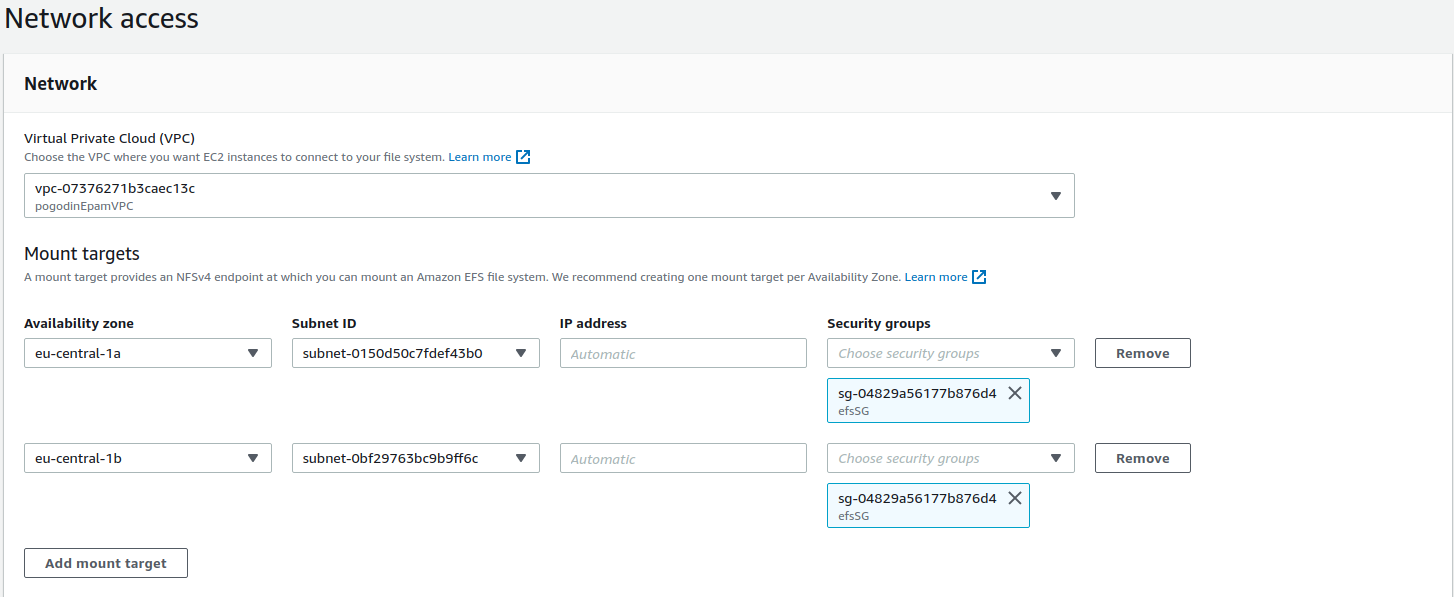 Network access
Network
Virtual Private Cloud (VPC)
Choose the VPC where you want EC2 instances to connect to your file system. Learn more
vpc-07376271b3caec13c
pogodinEpamVPC
Mount targets
A mount target provides an NFSv4 endpoint at which you can mount an Amazon EFS file system. We recommend creating one mount target per Availability Zone. Learn more
Availability zone Subnet ID IP address Security groups
eu-central-1a subnet-0150d50c7fdef43b0 Automatic Choose security groups Remove
sg-04829a56177b876d4
efsSG
eu-central-1b subnet-0bf29763bc9b9ff6c Automatic Choose security groups Remove
sg-04829a56177b876d4
efsSG
Add mount target